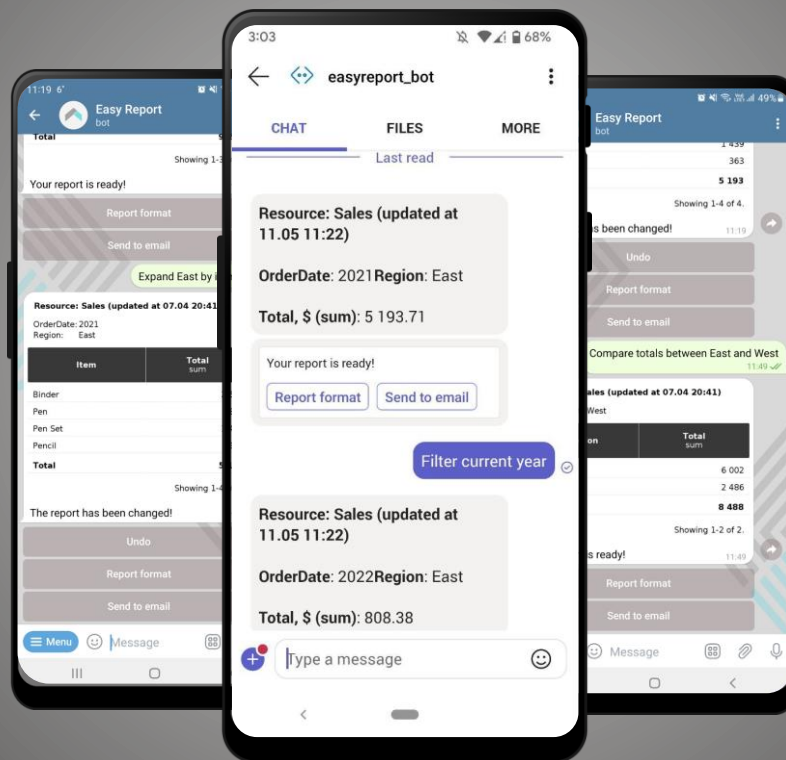 11:19 6°
Easy Report
bot
Total
Showing 1-3
Your report is ready!
Report format
Send to email
Expand East by i
Resource: Sales (updated at 07.04 20:41
OrderDate: 2021
Region: East
Item
Total
sum
Binder
Pen
Pen Set
Pencil
Total
Showing 1-4
The report has been changed!
Undo
Report format
Send to email
Menu
Message
3:03
68%
easyreport_bot
CHAT
FILES
MORE
Last read
Resource: Sales (updated at
11.05 11:22)
OrderDate: 2021Region: East
Total, $ (sum): 5 193.71
Your report is ready!
Report format
Send to email
Filter current year
Resource: Sales (updated at
11.05 11:22)
OrderDate: 2022Region: East
Total, $ (sum): 808.38
Type a message
49%
Easy Report
bot
1 439
363
5 193
Showing 1-4 of 4.
s been changed!
11:19
Undo
Report format
Send to email
Compare totals between East and West
11:49
ales (updated at 07.04 20:41)
West
on
Total
sum
6 002
2 486
8 488
Showing 1-2 of 2.
s ready!
11:49
Report format
Send to email
Message